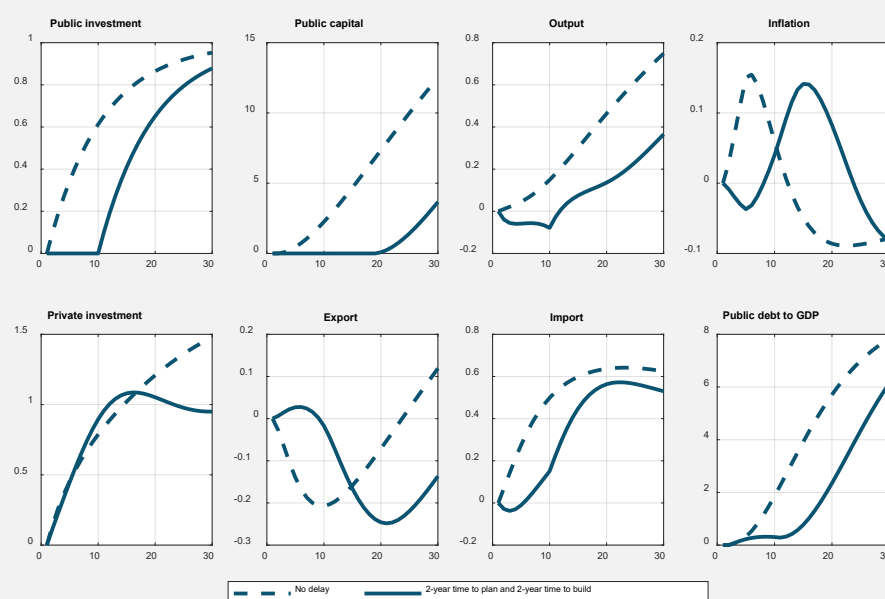 Public investment
1
0.8
0.6
0.4
0.2
0
0 10 20 30
Public capital
15
10
5
0
0 10 20 30
Output
0.8
0.6
0.4
0.2
0
-0.2
0 10 20 30
Inflation
0.2
0.1
0
-0.1
0 10 20 30
Private investment
1.5
1
0.5
0
0 10 20 30
Export
0.2
0.1
0
-0.1
-0.2
-0.3
0 10 20 30
Import
0.8
0.6
0.4
0.2
0
-0.2
0 10 20 30
Public debt to GDP
8
6
4
2
0
0 10 20 30
No delay
2-year time to plan and 2-year time to build